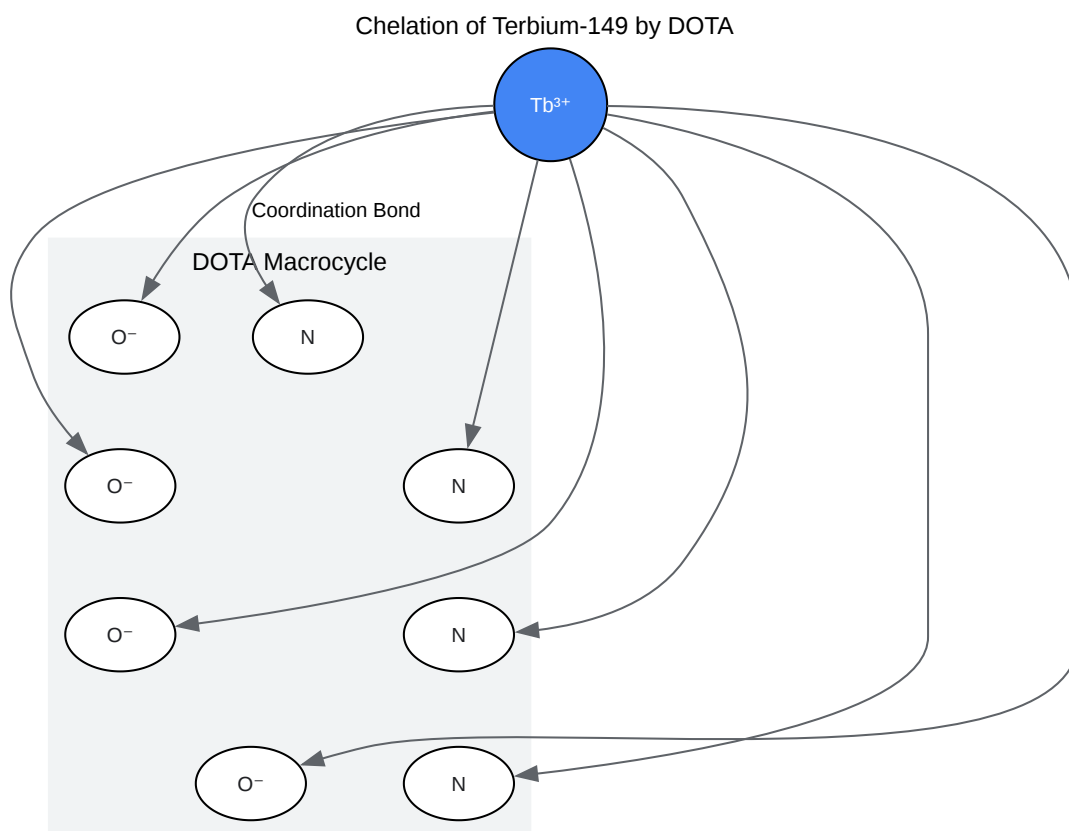 Chelation of Terbium-149 by DOTA
Tb³⁺
Coordination Bond
DOTA Macrocycle
O⁻
N
O⁻
N
O⁻
N
O⁻
N